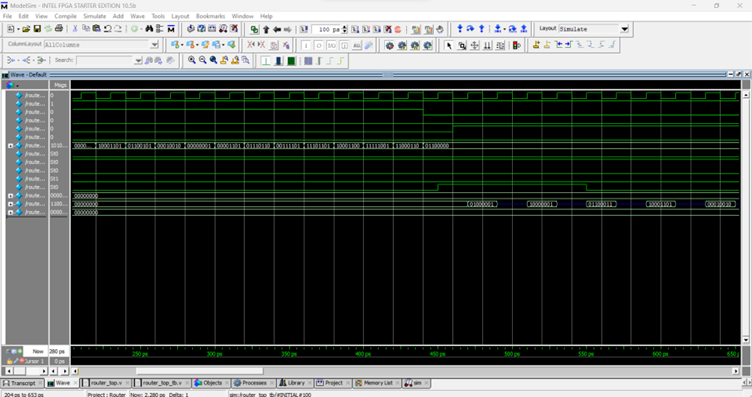 ModelSim - INTEL FPGA STARTER EDITION 10.5b
File Edit View Compile Simulate Add Wave Tools Layout Bookmarks Window Help
100 ps
Layout Simulate
ColumnLayout AllColumns
Search:
Wave - Default
Msgs
/route... 0
/route... 1
/route... 0
/route... 0
/route... 0
/route... 0
/route... 1010... 0000... 10001101 01100101 00010010 00000001 00001101 01110110 00111101 11101101 10001100 11111001 11000110 01100000
/route... St0
/route... St0
/route... St0
/route... St1
/route... St0
/route... 0000... 00000000
/route... 1100... 00000000 01000001 10000001 01100011 10001101 00010010
/route... 0000... 00000000
Now 280 ps
250 ps 300 ps 350 ps 400 ps 450 ps 500 ps 550 ps 600 ps
Cursor 1 0 ps
Transcript Wave router_top.v router_top_tb.v Objects Processes Library Project Memory List sim
204 ps to 653 ps Project : Router Now: 2,280 ps Delta: 1 sim:/router_top_tb/#INITIAL#100